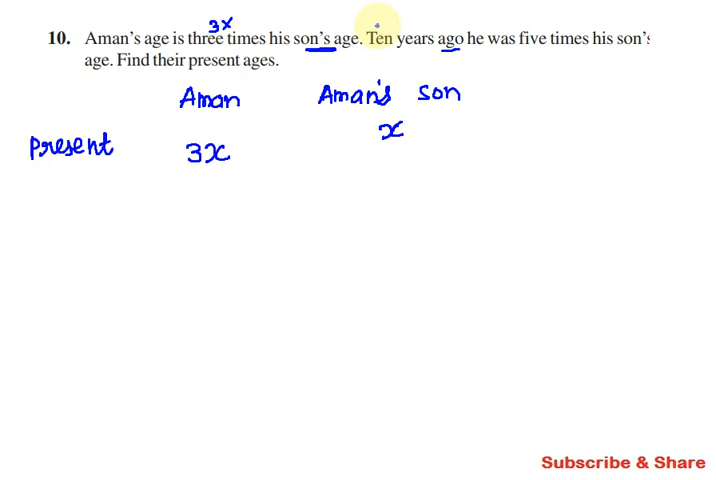 3x
10. Aman's age is three times his son's age. Ten years ago he was five times his son's
age. Find their present ages.
Aman Aman's son
Present 3x x
Subscribe & Share